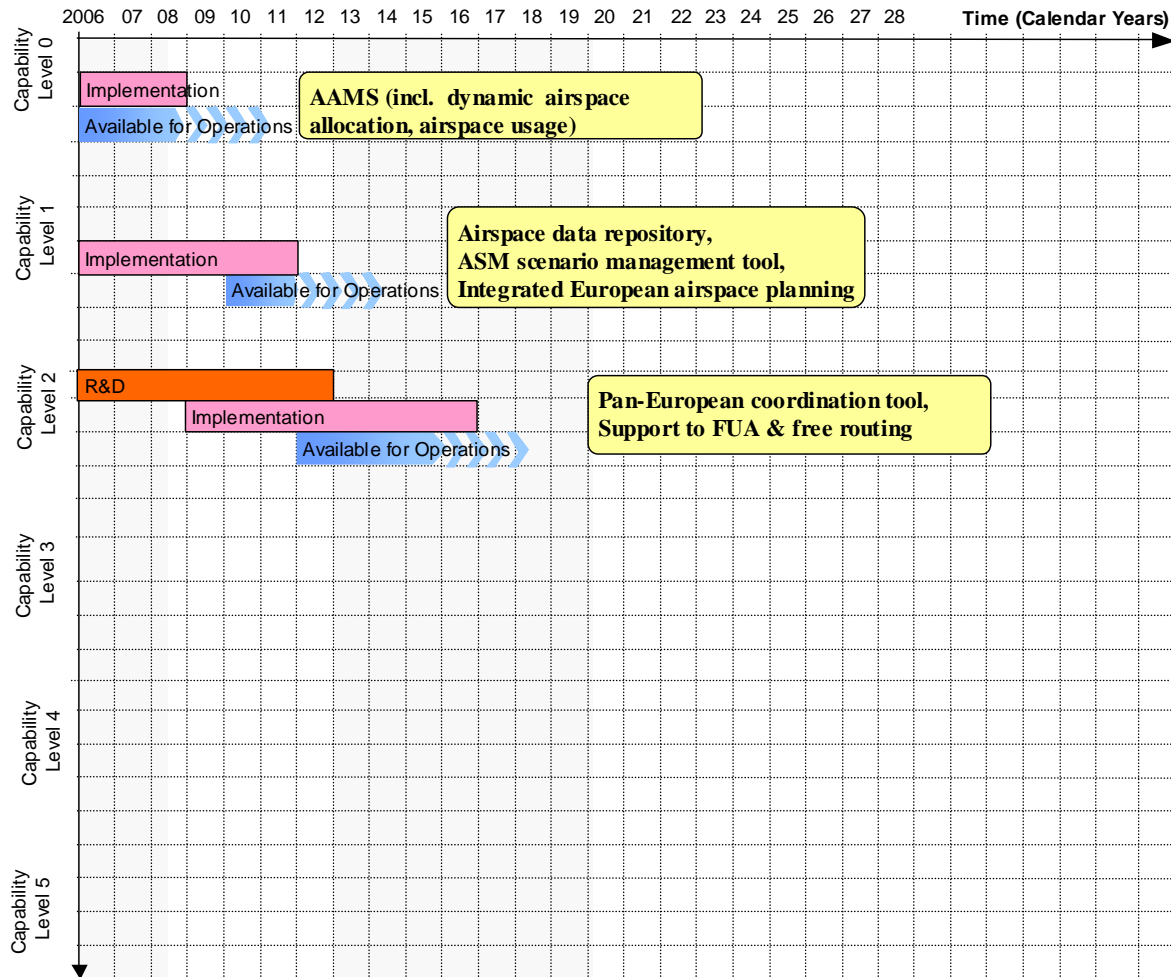 2006 07 08 09 10 11 12 13 14 15 16 17 18 19 20 21 22 23 24 25 26 27 28 Time (Calendar Years)
Capability
Level 0
Implementation
Available for Operations
AAMS (incl. dynamic airspace
allocation, airspace usage)
Capability
Level 1
Implementation
Available for Operations
Airspace data repository,
ASM scenario management tool,
Integrated European airspace planning
Capability
Level 2
R&D
Implementation
Available for Operations
Pan-European coordination tool,
Support to FUA & free routing
Capability
Level 3
Capability
Level 4
Capability
Level 5